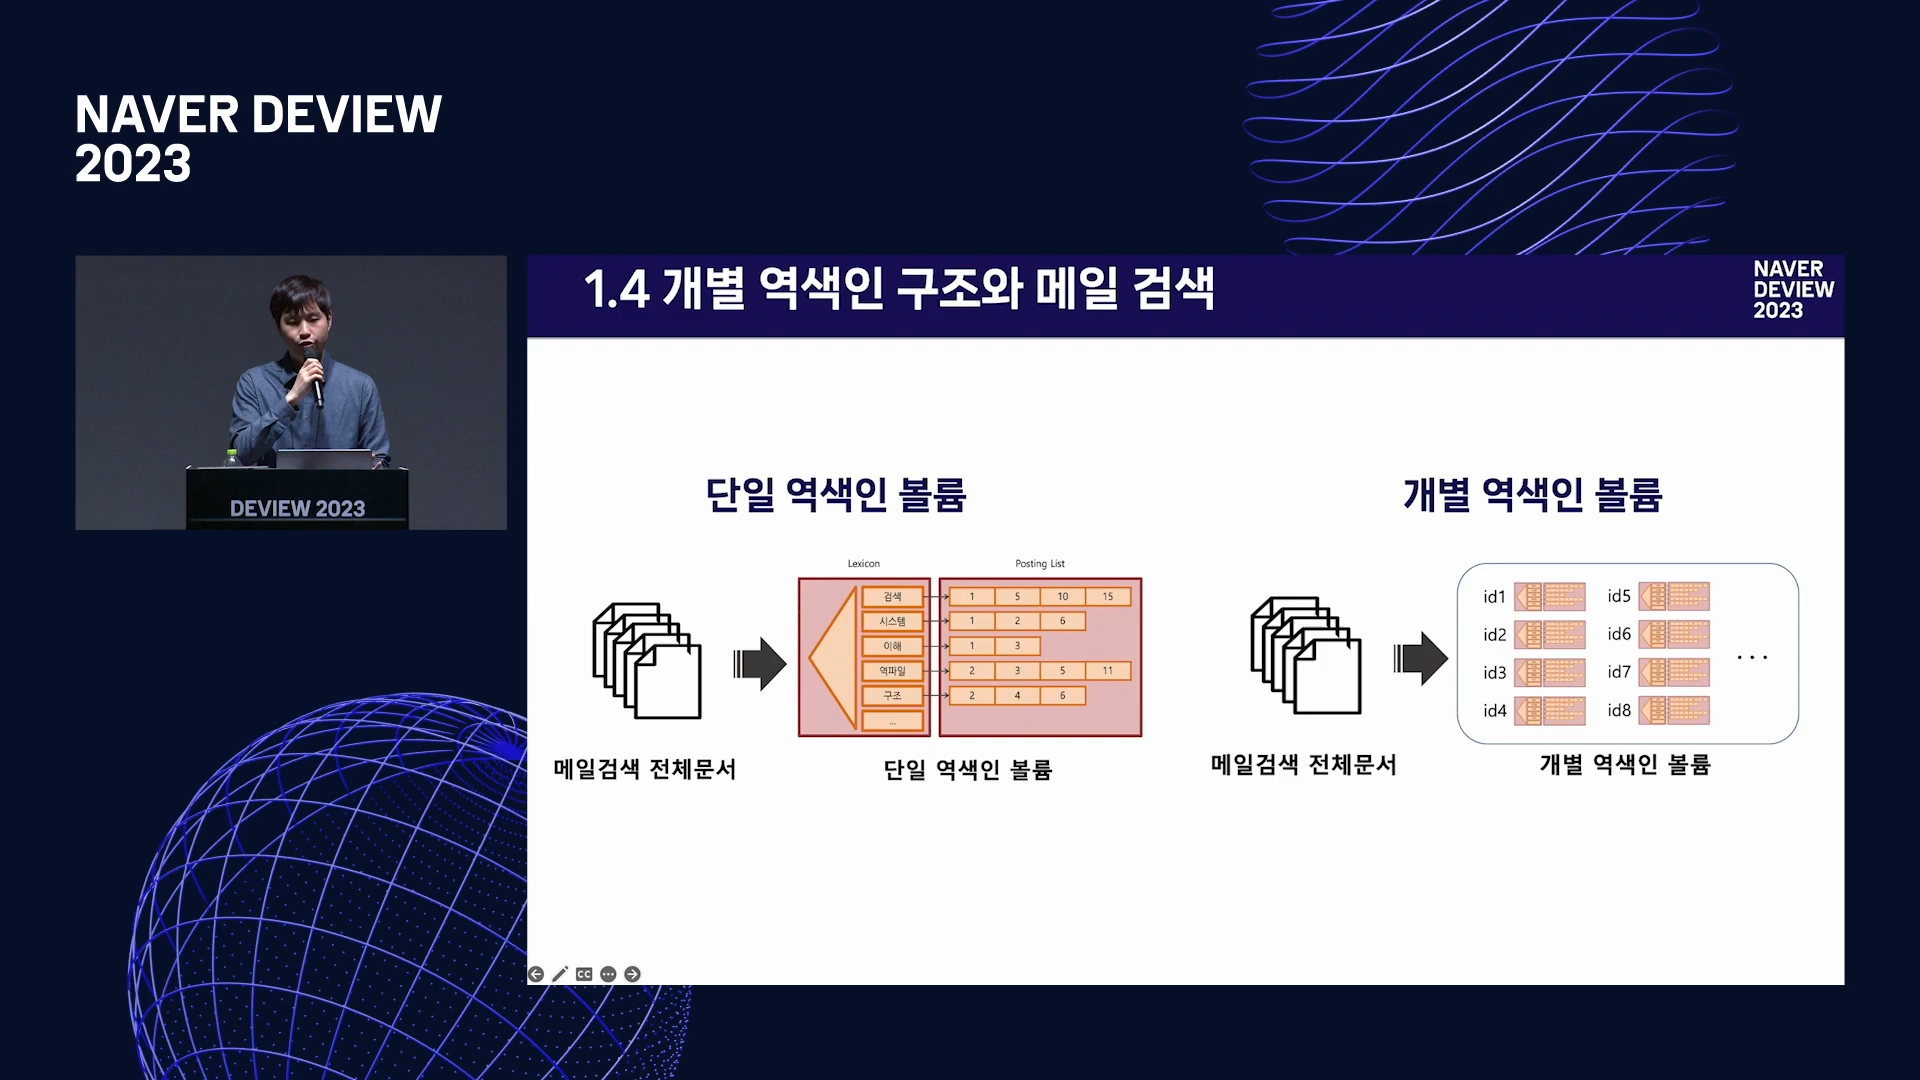 NAVER DEVIEW
2023
DEVIEW 2023
1.4 개별 역색인 구조와 메일 검색
NAVER
DEVIEW
2023
단일 역색인 볼륨
Lexicon
Posting List
검색 1 5 10 15
시스템 1 2 6
이해 1 3
역파일 2 3 5 11
구조 2 4 6
...
메일검색 전체문서
단일 역색인 볼륨
개별 역색인 볼륨
id1 id5
id2 id6
id3 id7
id4 id8
...
메일검색 전체문서
개별 역색인 볼륨
CC